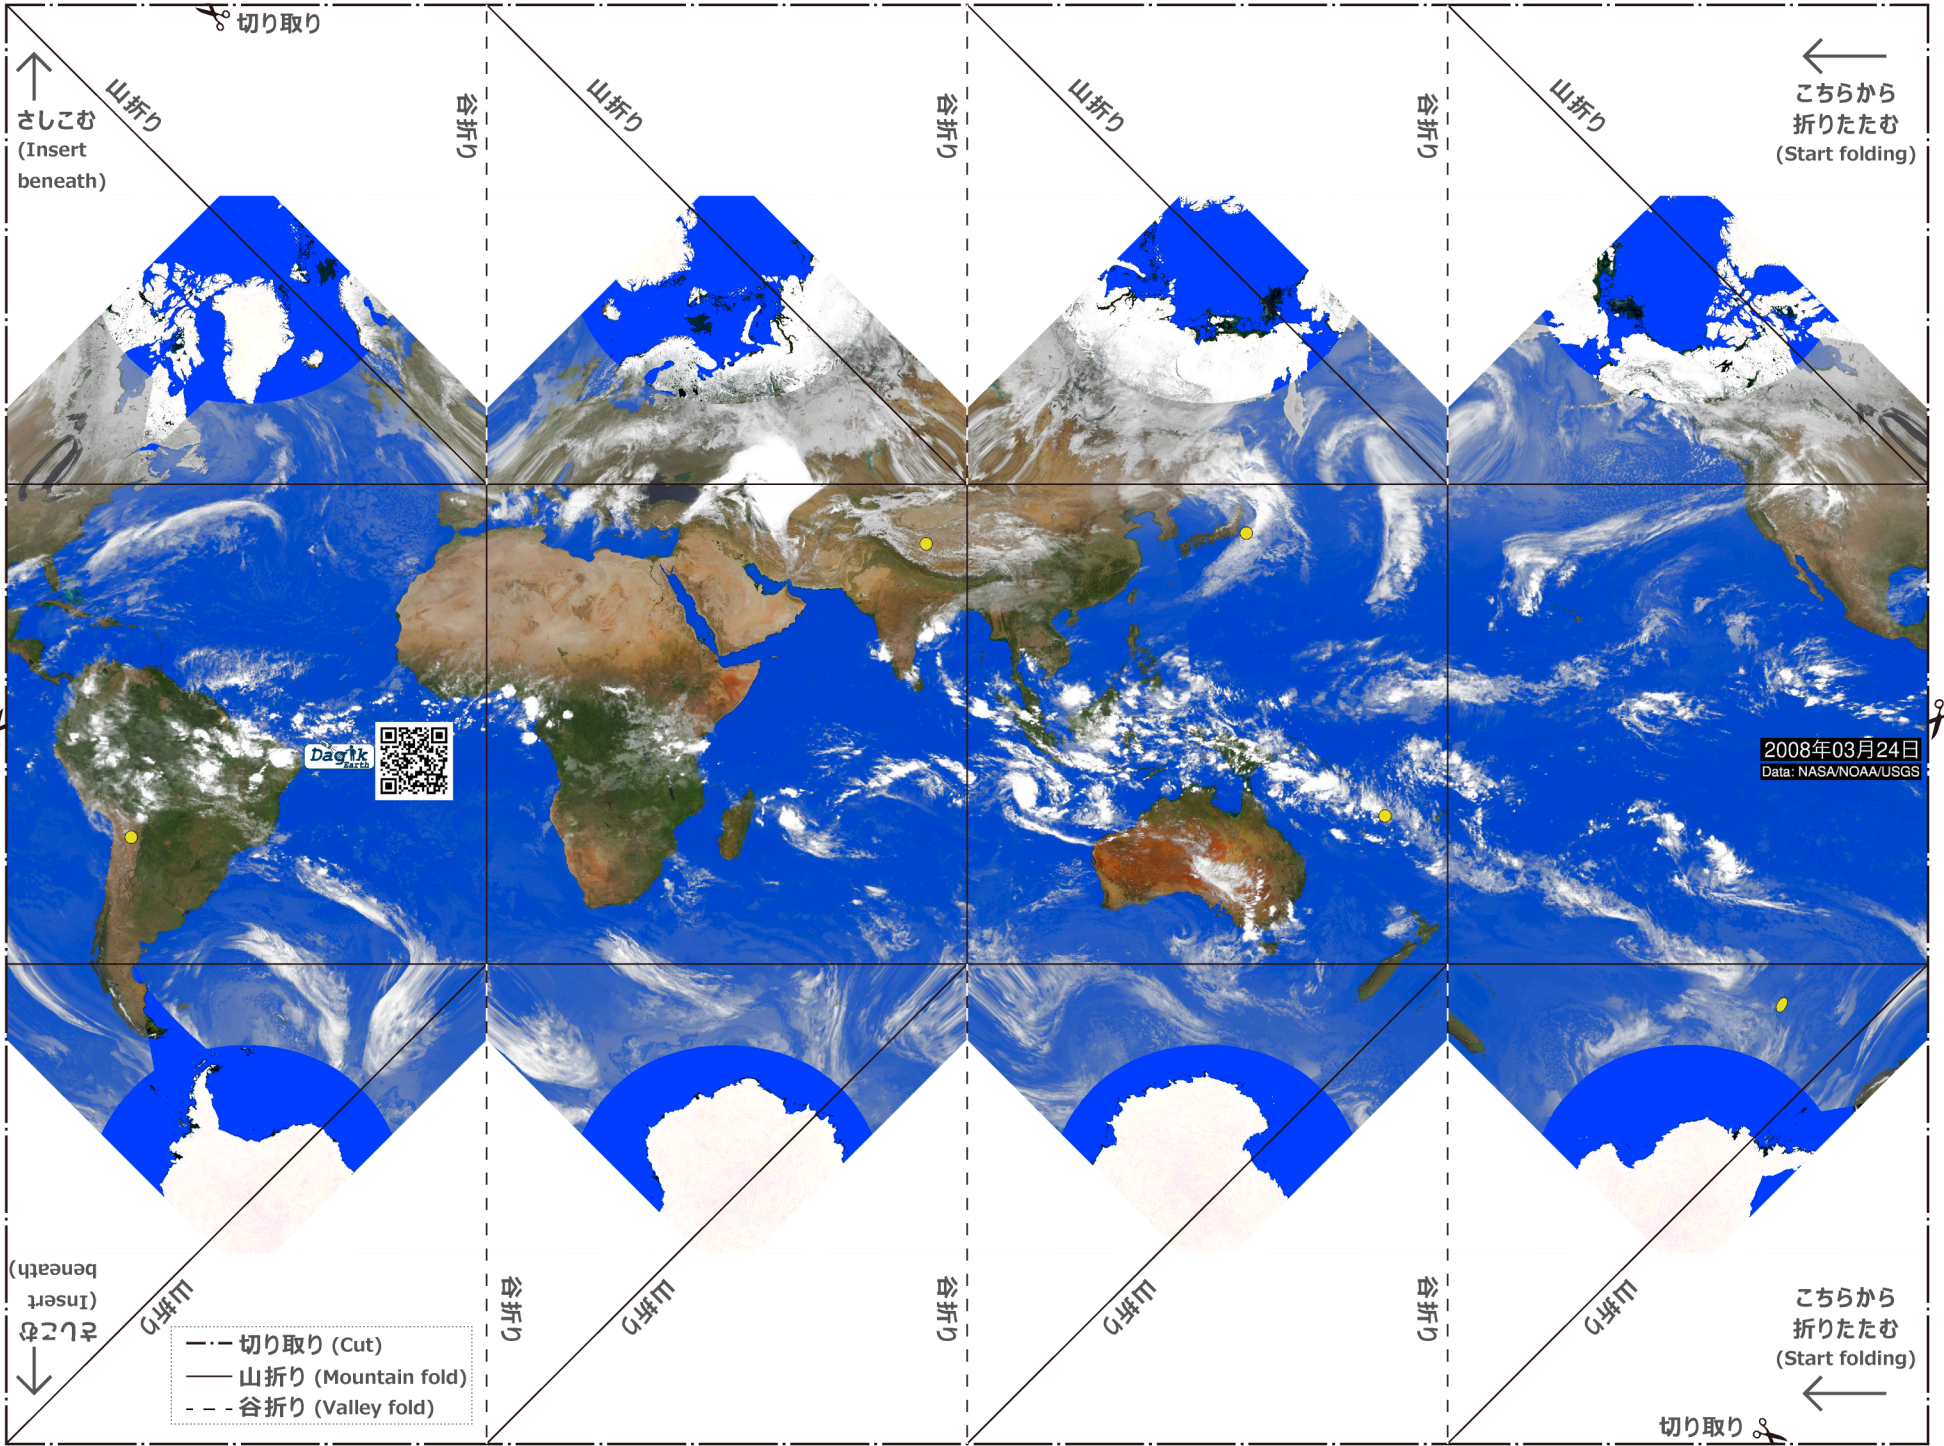 切り取り
山折り
山折り
山折り
山折り
谷折り
谷折り
谷折り
さしこむ
(Insert
beneath)
こちらから
折りたたむ
(Start folding)
Dagik
Earth
2008年03月24日
Data: NASA/NOAA/USGS
さしこむ
(Insert
beneath)
山折り
山折り
山折り
山折り
谷折り
谷折り
谷折り
こちらから
折りたたむ
(Start folding)
切り取り (Cut)
山折り (Mountain fold)
谷折り (Valley fold)
切り取り